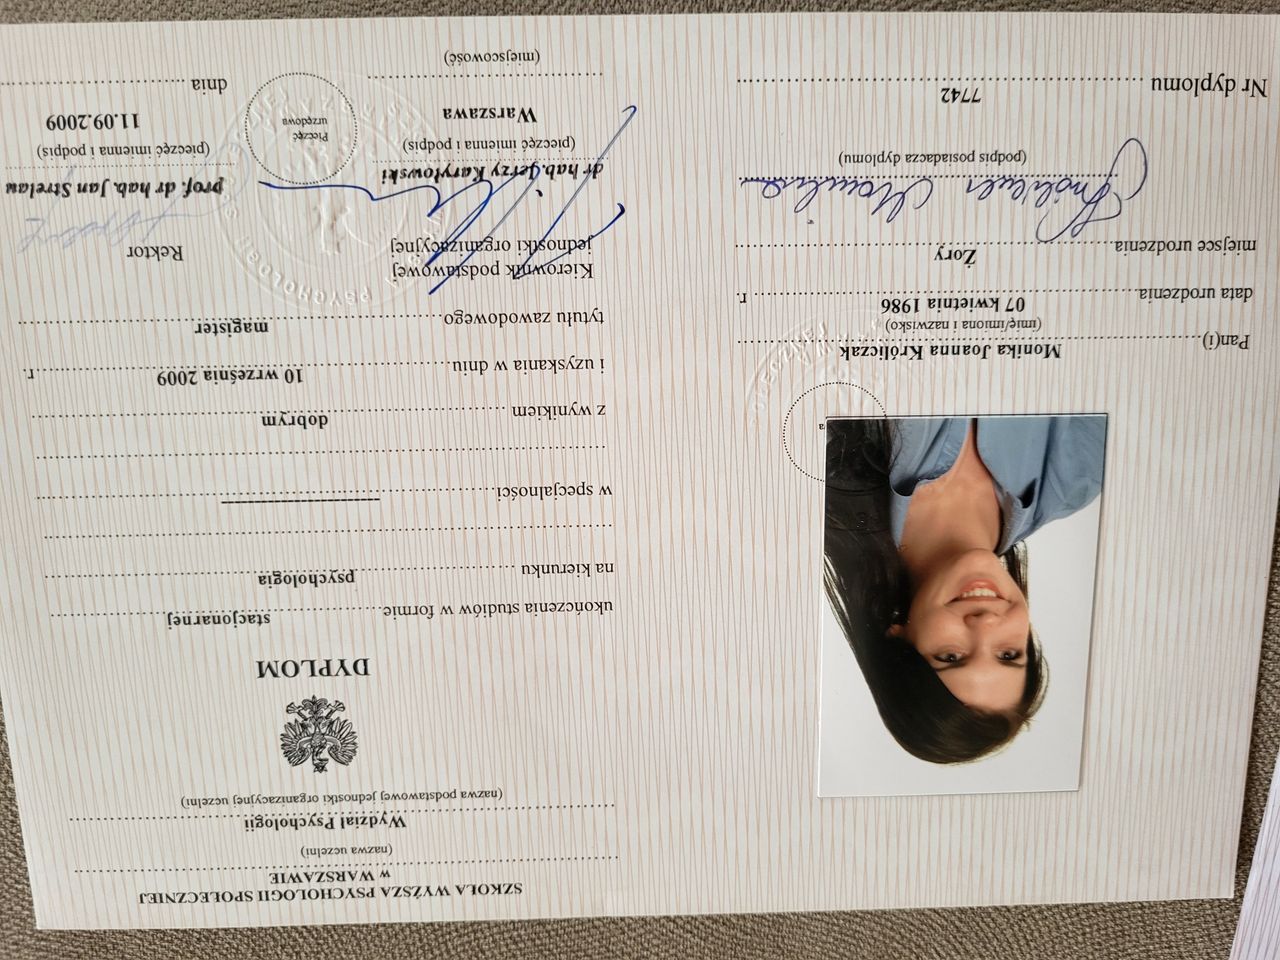 SZKOŁA WYŻSZA PSYCHOLOGII SPOŁECZNEJ
w WARSZAWIE
(nazwa uczelni)
Wydział Psychologii
(nazwa podstawowej jednostki organizacyjnej uczelni)
DYPLOM
ukończenia studiów w formie stacjonarnej
na kierunku psychologia
w specjalności
z wynikiem dobrym
i uzyskania w dniu 10 września 2009 r
tytułu zawodowego magister
Kierownik podstawowej
jednostki organizacyjnej
Rektor
dr hab. Jerzy Karyłowski
prof. dr hab. Jan Strelau
(pieczęć imienna i podpis)
(pieczęć imienna i podpis)
Pieczęć
urzędowa
Warszawa
(miejscowość)
dnia 11.09.2009
Pan(i) Monika Joanna Króliczak
(imię/imiona i nazwisko)
data urodzenia 07 kwietnia 1986 r
miejsce urodzenia Żory
Króliczak Monika
(podpis posiadacza dyplomu)
Nr dyplomu 7742